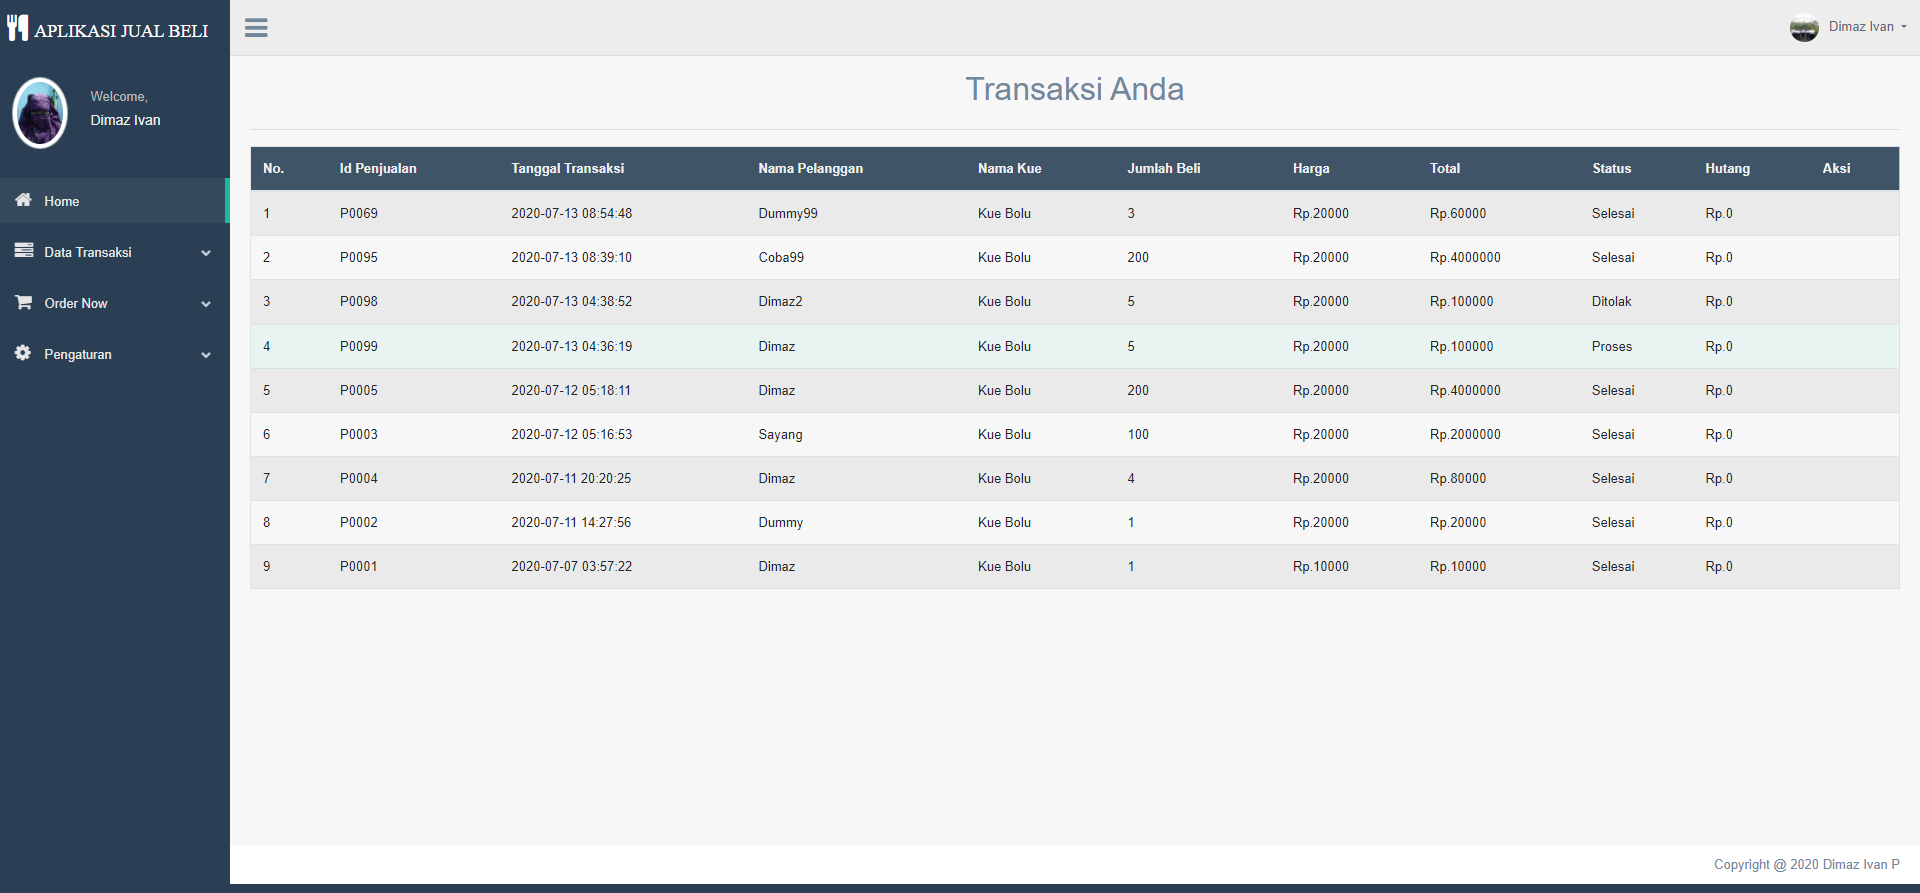 APLIKASI JUAL BELI
Dimaz Ivan
Welcome,
Dimaz Ivan
Home
Data Transaksi
Order Now
Pengaturan
Transaksi Anda
No. Id Penjualan Tanggal Transaksi Nama Pelanggan Nama Kue Jumlah Beli Harga Total Status Hutang Aksi
1 P0069 2020-07-13 08:54:48 Dummy99 Kue Bolu 3 Rp.20000 Rp.60000 Selesai Rp.0
2 P0095 2020-07-13 08:39:10 Coba99 Kue Bolu 200 Rp.20000 Rp.4000000 Selesai Rp.0
3 P0098 2020-07-13 04:38:52 Dimaz2 Kue Bolu 5 Rp.20000 Rp.100000 Ditolak Rp.0
4 P0099 2020-07-13 04:36:19 Dimaz Kue Bolu 5 Rp.20000 Rp.100000 Proses Rp.0
5 P0005 2020-07-12 05:18:11 Dimaz Kue Bolu 200 Rp.20000 Rp.4000000 Selesai Rp.0
6 P0003 2020-07-12 05:16:53 Sayang Kue Bolu 100 Rp.20000 Rp.2000000 Selesai Rp.0
7 P0004 2020-07-11 20:20:25 Dimaz Kue Bolu 4 Rp.20000 Rp.80000 Selesai Rp.0
8 P0002 2020-07-11 14:27:56 Dummy Kue Bolu 1 Rp.20000 Rp.20000 Selesai Rp.0
9 P0001 2020-07-07 03:57:22 Dimaz Kue Bolu 1 Rp.10000 Rp.10000 Selesai Rp.0
Copyright @ 2020 Dimaz Ivan P